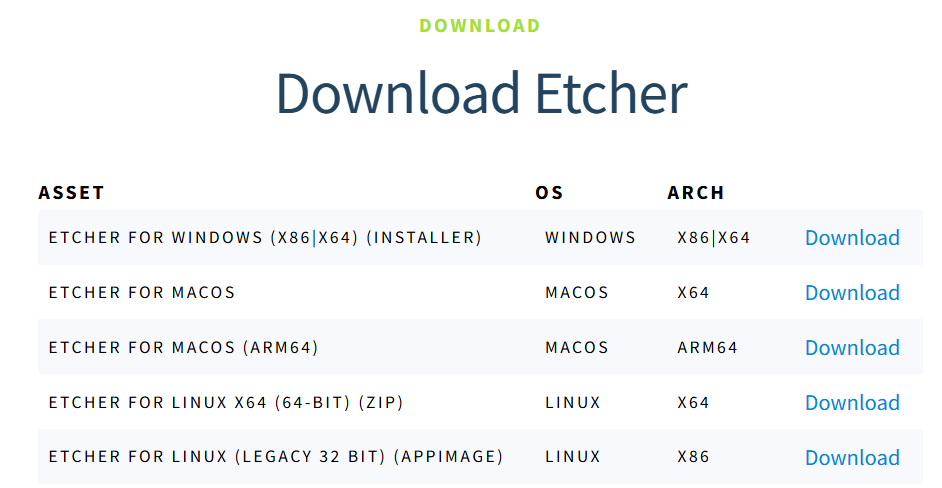 DOWNLOAD
Download Etcher
ASSET OS ARCH
ETCHER FOR WINDOWS (X86|X64) (INSTALLER) WINDOWS X86|X64 Download
ETCHER FOR MACOS MACOS X64 Download
ETCHER FOR MACOS (ARM64) MACOS ARM64 Download
ETCHER FOR LINUX X64 (64-BIT) (ZIP) LINUX X64 Download
ETCHER FOR LINUX (LEGACY 32 BIT) (APPIMAGE) LINUX X86 Download